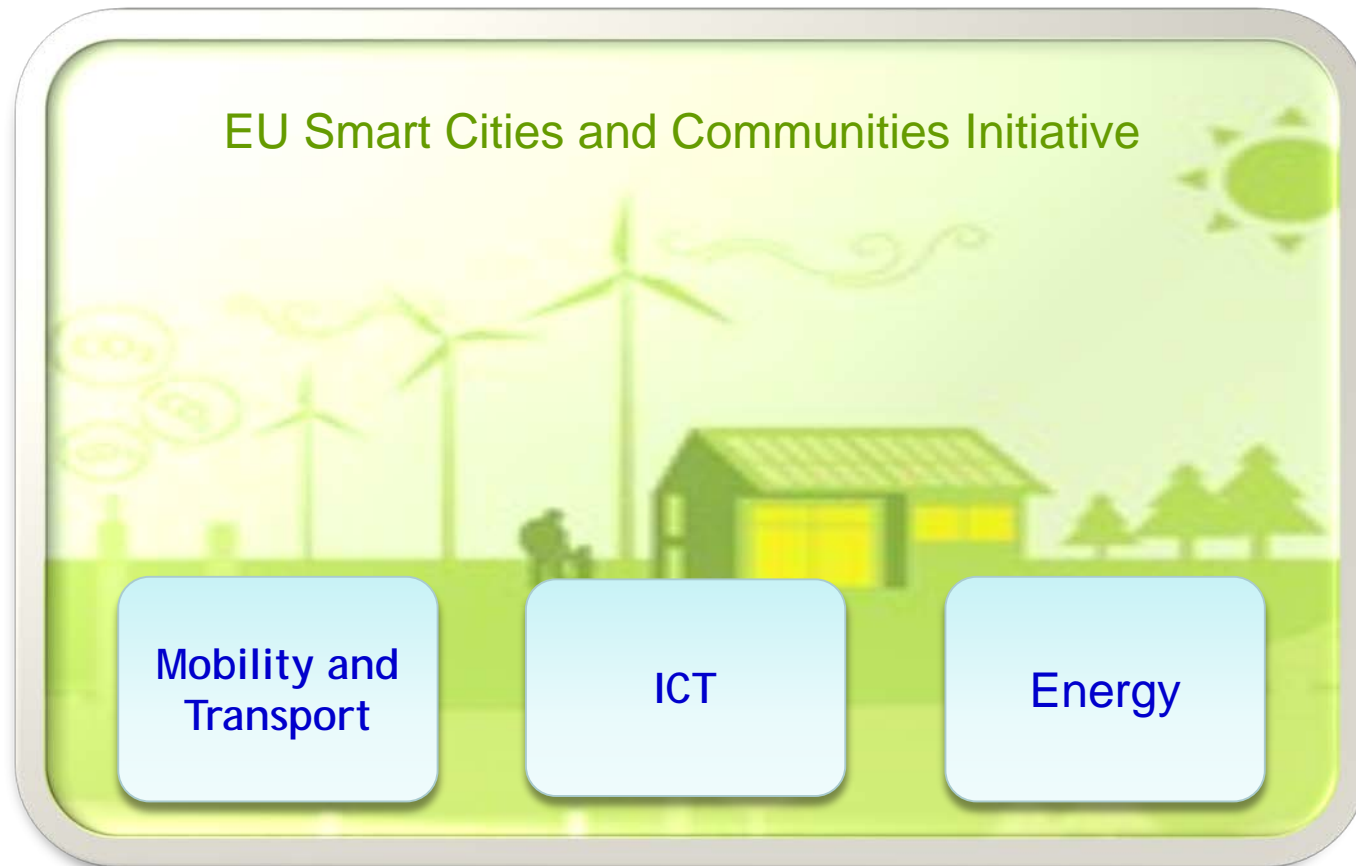 EU Smart Cities and Communities Initiative
Mobility and
Transport
ICT
Energy